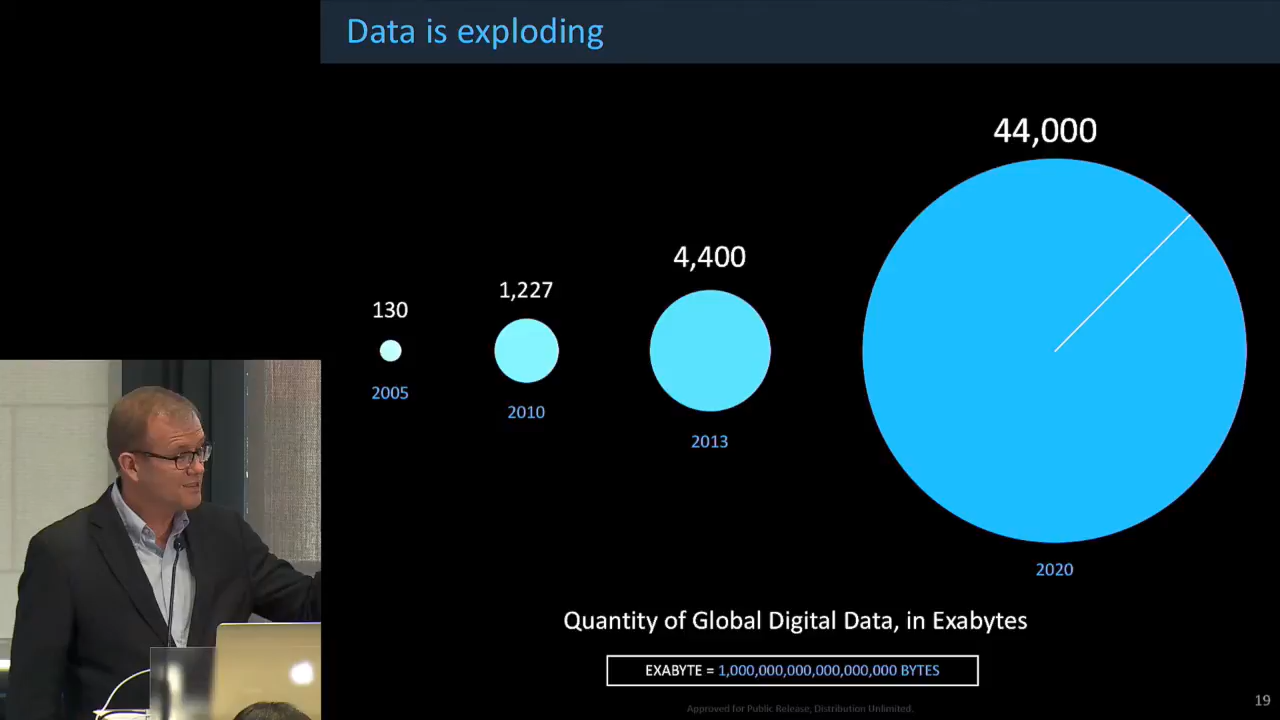 Data is exploding
44,000
4,400
1,227
130
2005
2010
2013
2020
Quantity of Global Digital Data, in Exabytes
EXABYTE = 1,000,000,000,000,000,000 BYTES
Approved for Public Release, Distribution Unlimited.
19